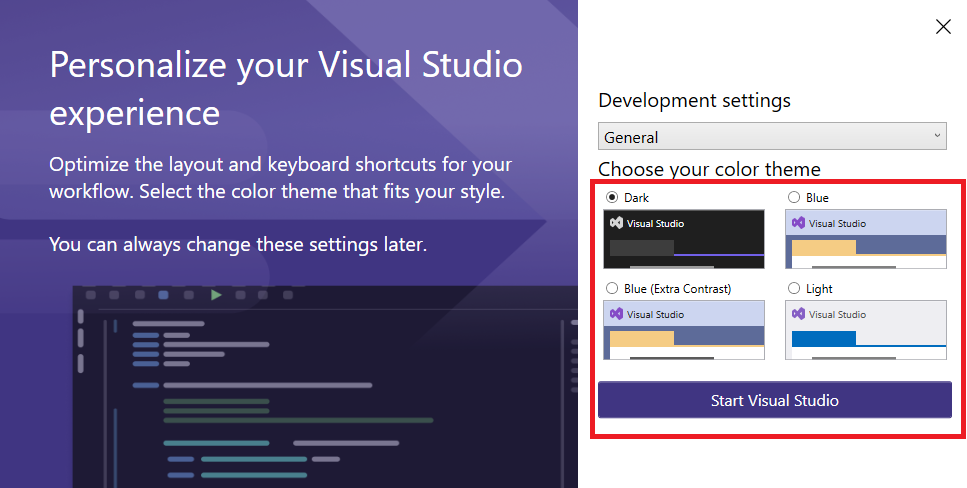 Personalize your Visual Studio
experience
Optimize the layout and keyboard shortcuts for your
workflow. Select the color theme that fits your style.
You can always change these settings later.
Development settings
General
Choose your color theme
Dark
Visual Studio
Blue
Visual Studio
Blue (Extra Contrast)
Visual Studio
Light
Visual Studio
Start Visual Studio